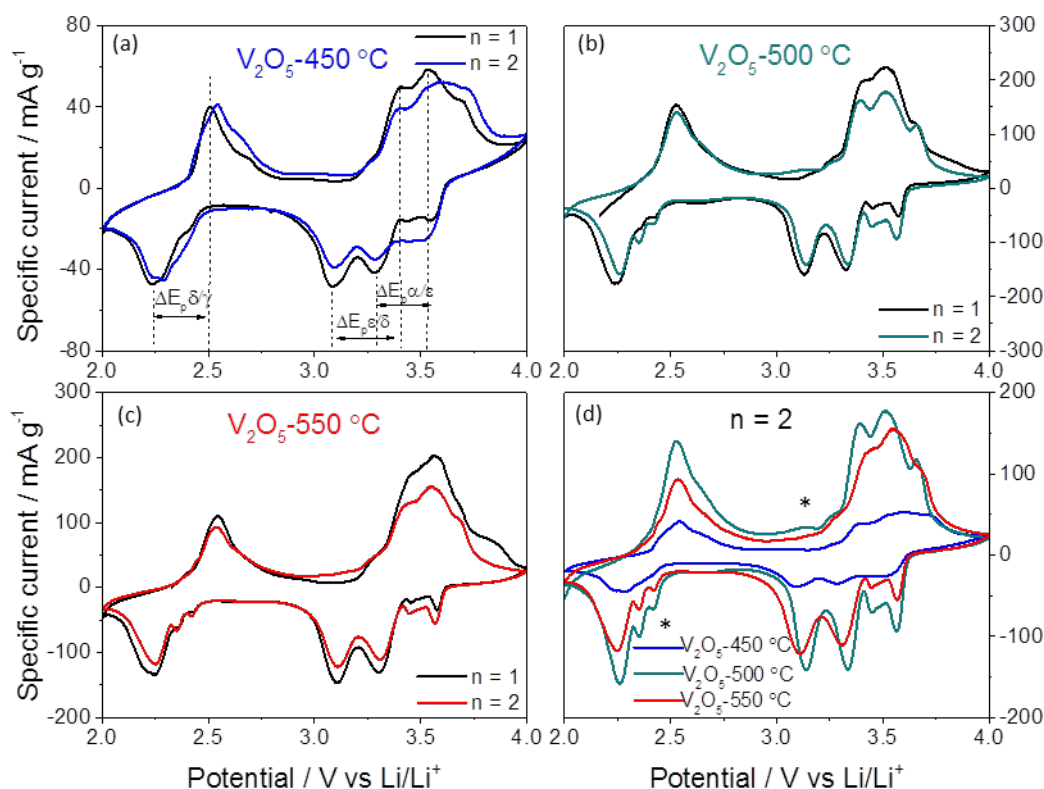 (a)
V₂O₅-450 °C
n = 1
n = 2
80
40
0
-40
-80
2.0 2.5 3.0 3.5 4.0
ΔEₚδ/γ
ΔEₚε/δ
ΔEₚα/ε
Specific current / mA g⁻¹
(b)
V₂O₅-500 °C
n = 1
n = 2
300
200
100
0
-100
-200
-300
2.0 2.5 3.0 3.5 4.0
(c)
V₂O₅-550 °C
n = 1
n = 2
300
200
100
0
-100
-200
2.0 2.5 3.0 3.5 4.0
Specific current / mA g⁻¹
Potential / V vs Li/Li⁺
(d)
n = 2
*
*
V₂O₅-450 °C
V₂O₅-500 °C
V₂O₅-550 °C
200
100
0
-100
-200
2.0 2.5 3.0 3.5 4.0
Potential / V vs Li/Li⁺